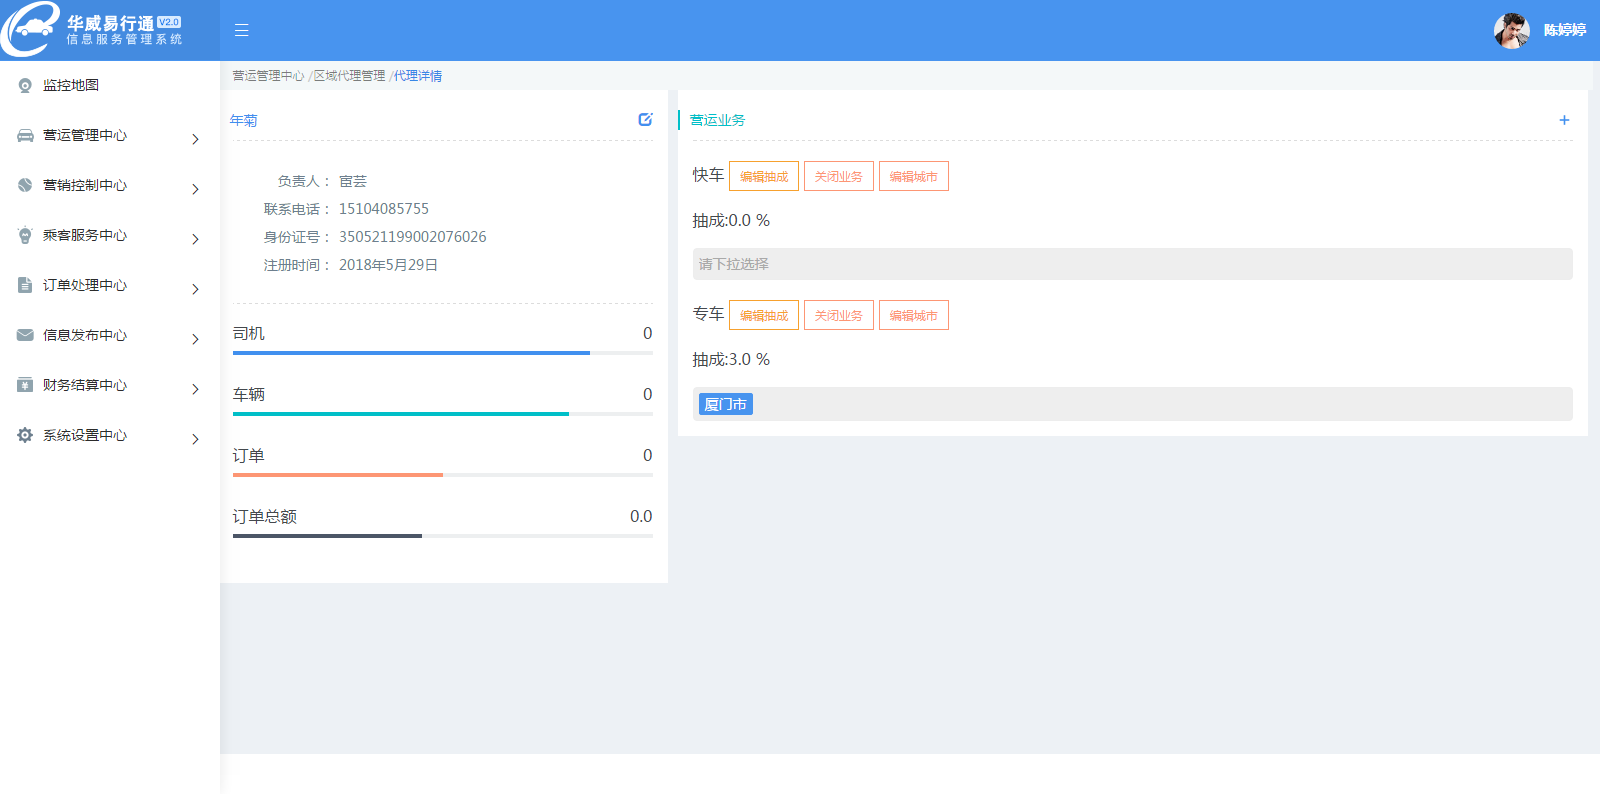 华威易行通 V2.0
信息服务管理系统
陈婷婷
监控地图
营运管理中心
营销控制中心
乘客服务中心
订单处理中心
信息发布中心
财务结算中心
系统设置中心
营运管理中心 /区域代理管理 /代理详情
年菊
负责人： 宙芸
联系电话： 15104085755
身份证号： 350521199002076026
注册时间： 2018年5月29日
司机 0
车辆 0
订单 0
订单总额 0.0
营运业务 +
快车 编辑抽成 关闭业务 编辑城市
抽成:0.0 %
请下拉选择
专车 编辑抽成 关闭业务 编辑城市
抽成:3.0 %
厦门市